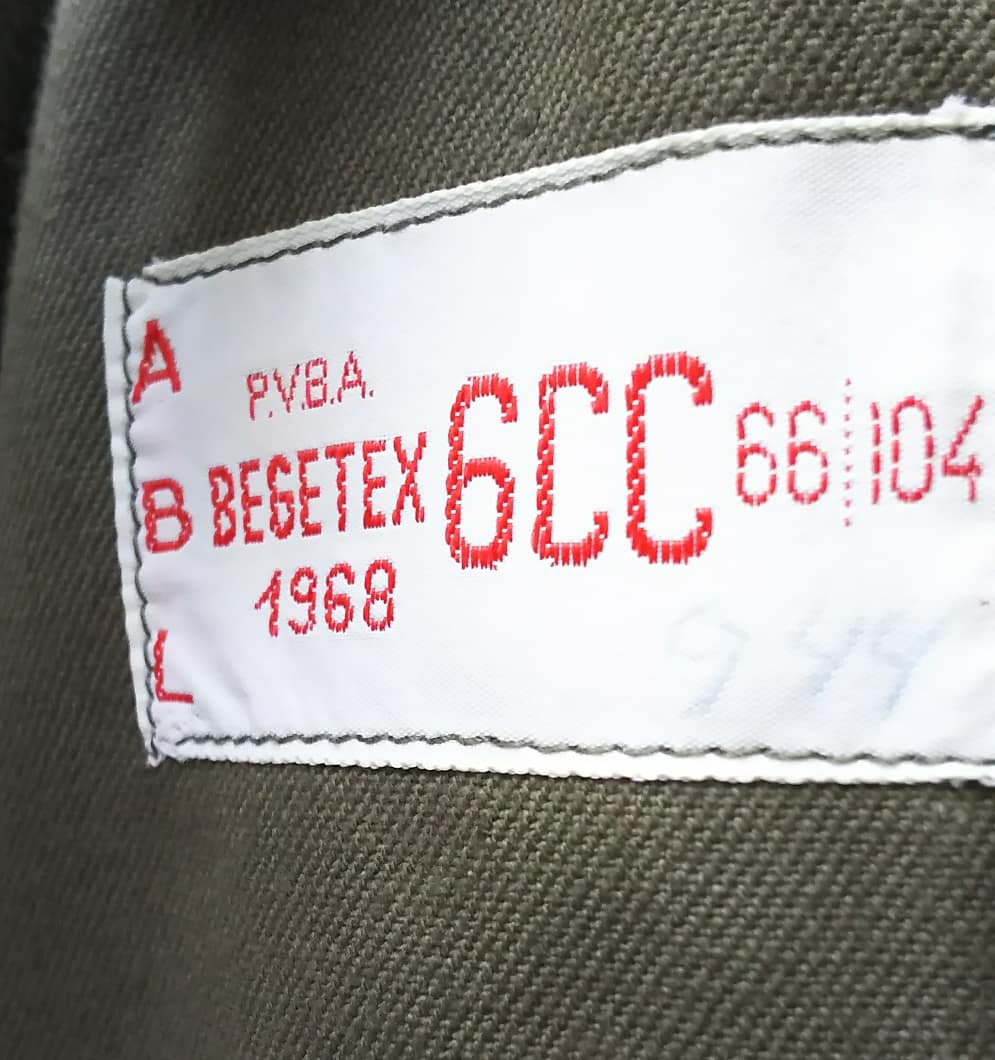 A
B
L
P.V.B.A.
BEGETEX
1968
6CC
66 104